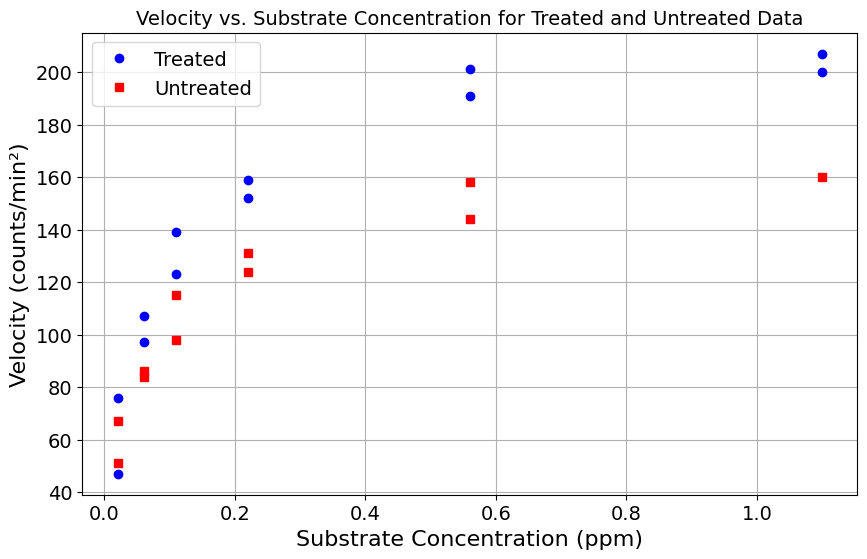 Velocity vs. Substrate Concentration for Treated and Untreated Data
Treated
Untreated
Velocity (counts/min²)
200
180
160
140
120
100
80
60
40
0.0 0.2 0.4 0.6 0.8 1.0
Substrate Concentration (ppm)